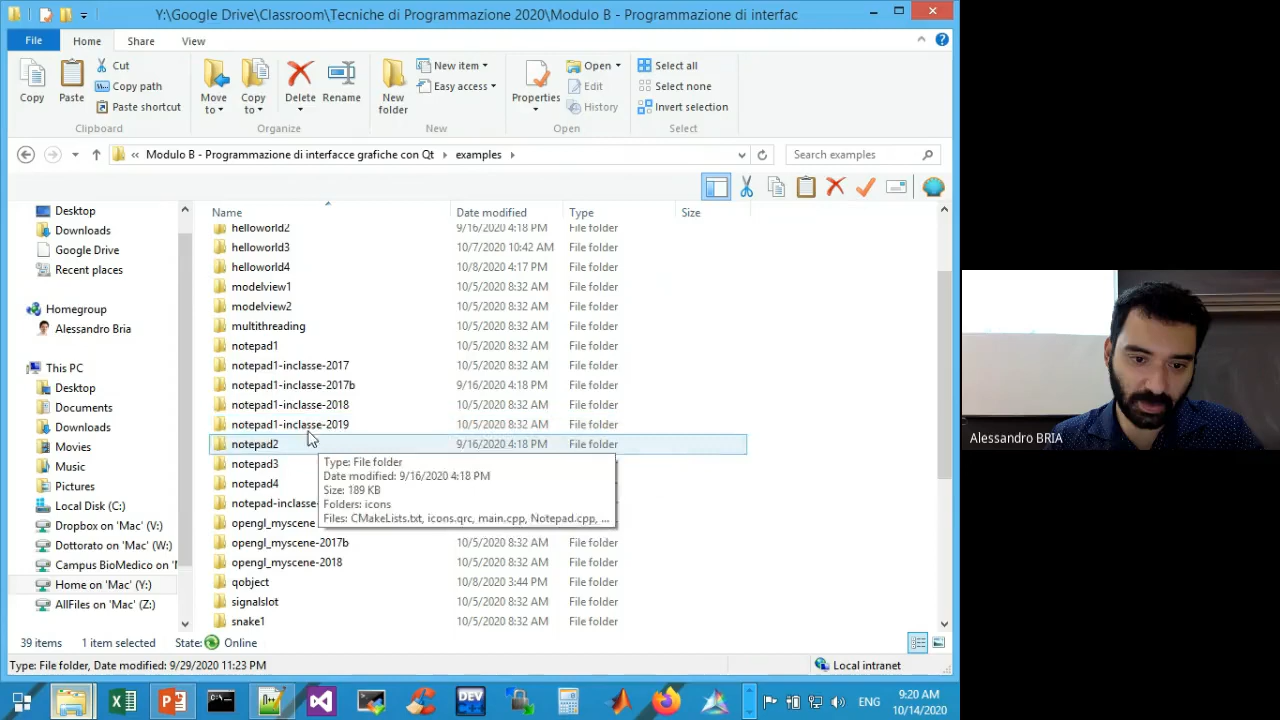 Y:\Google Drive\Classroom\Tecniche di Programmazione 2020\Modulo B - Programmazione di interfac
File
Home
Share
View
Copy
Paste
Cut
Copy path
Paste shortcut
Clipboard
Move to
Copy to
Delete
Rename
Organize
New folder
New item
Easy access
New
Properties
Open
Edit
History
Open
Select all
Select none
Invert selection
Select
« Modulo B - Programmazione di interfacce grafiche con Qt
examples
Search examples
Desktop
Downloads
Google Drive
Recent places
Homegroup
Alessandro Bria
This PC
Desktop
Documents
Downloads
Movies
Music
Pictures
Local Disk (C:)
Dropbox on 'Mac' (V:)
Dottorato on 'Mac' (W:)
Campus BioMedico on '
Home on 'Mac' (Y:)
AllFiles on 'Mac' (Z:)
Name Date modified Type Size
helloworld2 9/16/2020 4:18 PM File folder
helloworld3 10/7/2020 10:42 AM File folder
helloworld4 10/8/2020 4:17 PM File folder
modelview1 10/5/2020 8:32 AM File folder
modelview2 10/5/2020 8:32 AM File folder
multithreading 10/5/2020 8:32 AM File folder
notepad1 10/5/2020 8:32 AM File folder
notepad1-inclasse-2017 10/5/2020 8:32 AM File folder
notepad1-inclasse-2017b 9/16/2020 4:18 PM File folder
notepad1-inclasse-2018 10/5/2020 8:32 AM File folder
notepad1-inclasse-2019 10/5/2020 8:32 AM File folder
notepad2 9/16/2020 4:18 PM File folder
notepad3
notepad4
notepad-inclasse-
opengl_myscene
opengl_myscene-2017b 10/5/2020 8:32 AM File folder
opengl_myscene-2018 10/5/2020 8:32 AM File folder
qobject 10/8/2020 3:44 PM File folder
signalslot 10/5/2020 8:32 AM File folder
snake1 10/5/2020 8:32 AM File folder
Type: File folder
Date modified: 9/16/2020 4:18 PM
Size: 189 KB
Folders: icons
Files: CMakeLists.txt, icons.qrc, main.cpp, Notepad.cpp, ...
39 items 1 item selected State: Online
Type: File folder, Date modified: 9/29/2020 11:23 PM
Local intranet
DEV
ENG
9:20 AM
10/14/2020
Alessandro BRIA